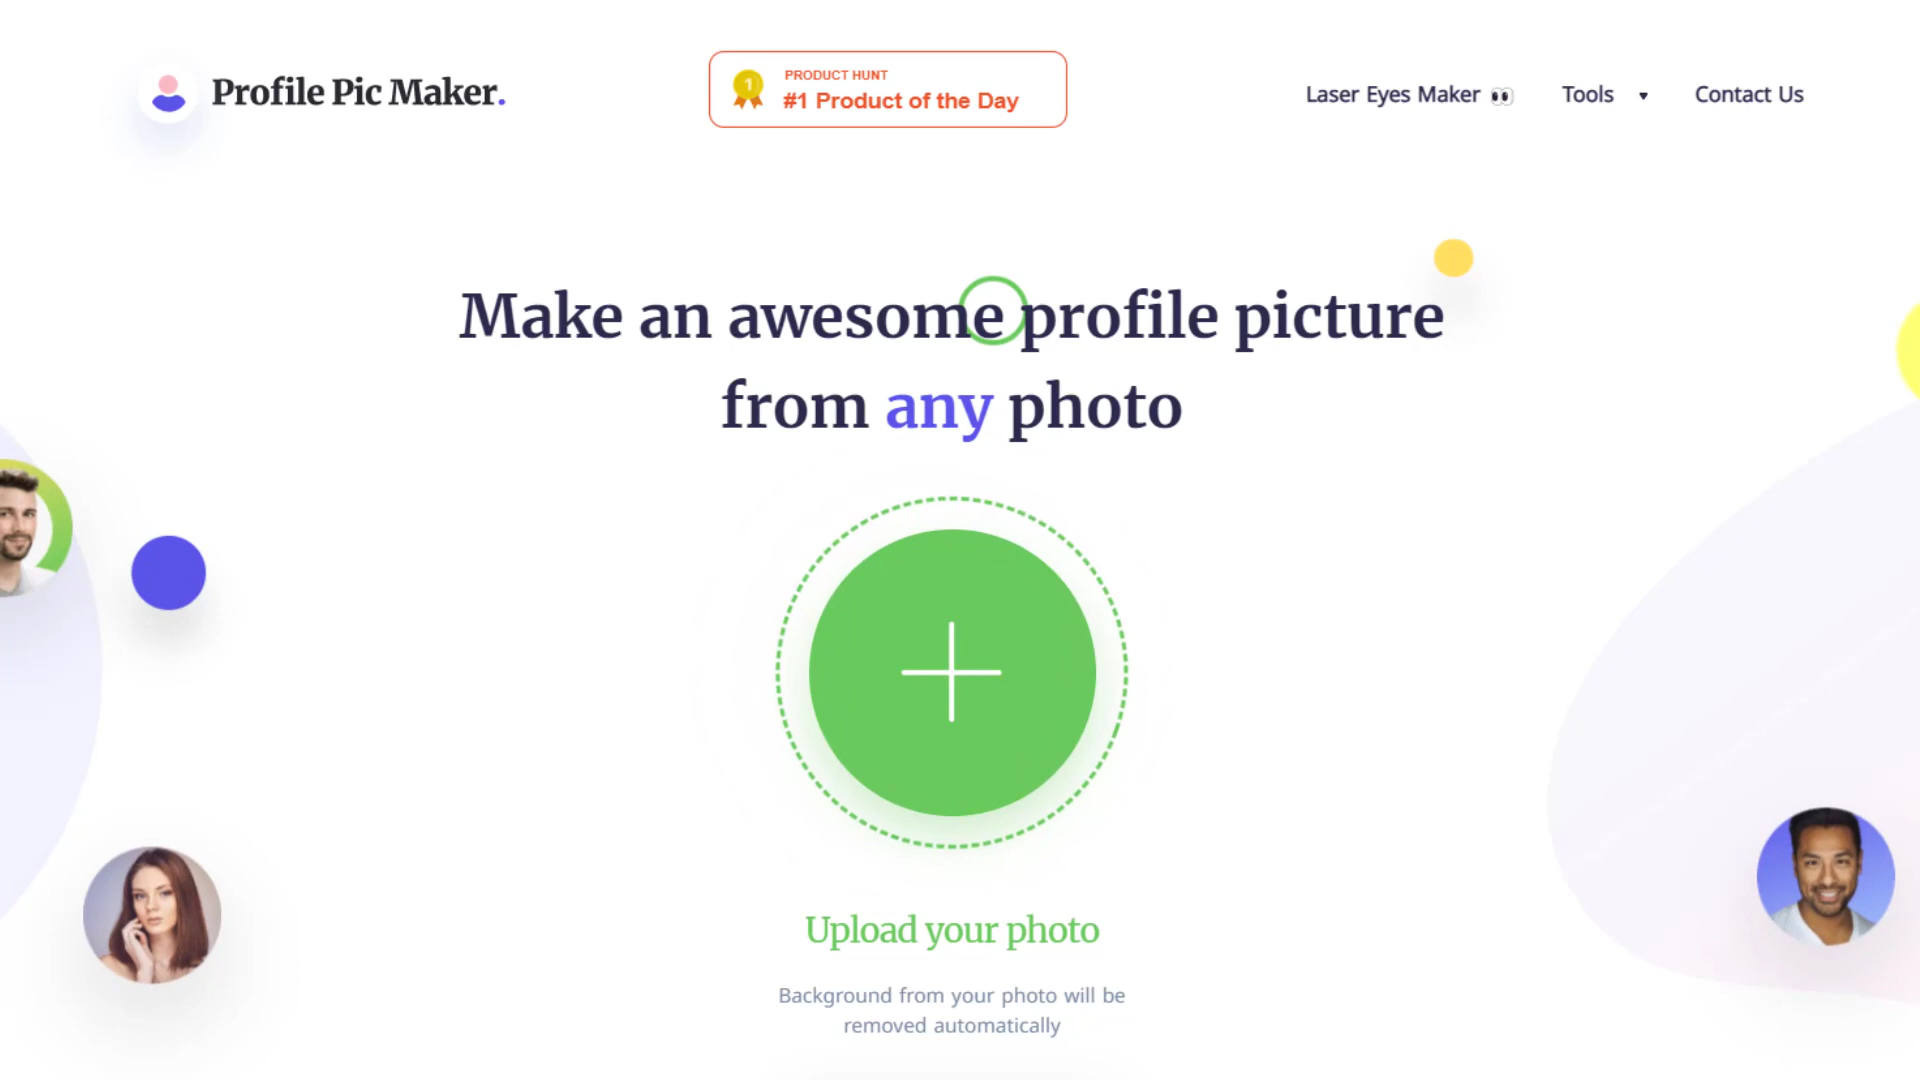 Profile Pic Maker.
PRODUCT HUNT
#1 Product of the Day
1
Laser Eyes Maker 👀
Tools ▾
Contact Us
Make an awesome profile picture
from any photo
Upload your photo
Background from your photo will be
removed automatically